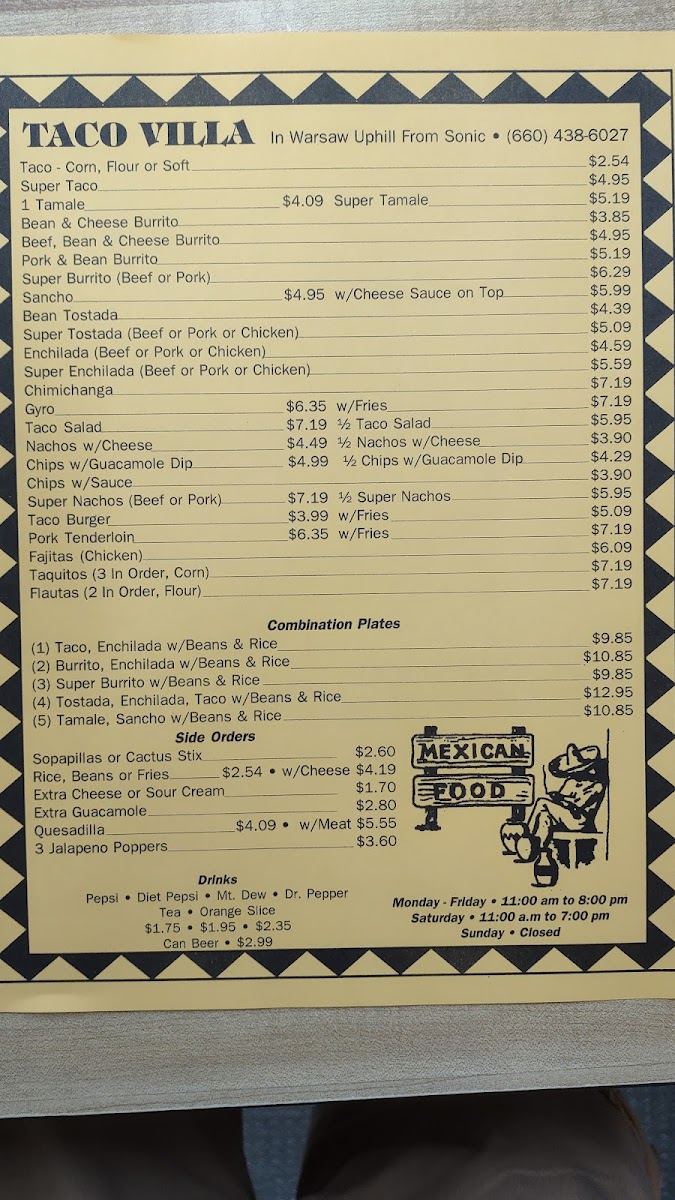 TACO VILLA In Warsaw Uphill From Sonic • (660) 438-6027
Taco - Corn, Flour or Soft $2.54
Super Taco $4.95
1 Tamale $4.09 Super Tamale $5.19
Bean & Cheese Burrito $3.85
Beef, Bean & Cheese Burrito $4.95
Pork & Bean Burrito $5.19
Super Burrito (Beef or Pork) $6.29
Sancho $4.95 w/Cheese Sauce on Top $5.99
Bean Tostada $4.39
Super Tostada (Beef or Pork or Chicken) $5.09
Enchilada (Beef or Pork or Chicken) $4.59
Super Enchilada (Beef or Pork or Chicken) $5.59
Chimichanga $7.19
Gyro $6.35 w/Fries $7.19
Taco Salad $7.19 ½ Taco Salad $5.95
Nachos w/Cheese $4.49 ½ Nachos w/Cheese $3.90
Chips w/Guacamole Dip $4.99 ½ Chips w/Guacamole Dip $4.29
Chips w/Sauce $3.90
Super Nachos (Beef or Pork) $7.19 ½ Super Nachos $5.95
Taco Burger $3.99 w/Fries $5.09
Pork Tenderloin $6.35 w/Fries $7.19
Fajitas (Chicken) $6.09
Taquitos (3 In Order, Corn) $7.19
Flautas (2 In Order, Flour) $7.19
Combination Plates
(1) Taco, Enchilada w/Beans & Rice $9.85
(2) Burrito, Enchilada w/Beans & Rice $10.85
(3) Super Burrito w/Beans & Rice $9.85
(4) Tostada, Enchilada, Taco w/Beans & Rice $12.95
(5) Tamale, Sancho w/Beans & Rice $10.85
Side Orders
Sopapillas or Cactus Stix $2.60
Rice, Beans or Fries $2.54 • w/Cheese $4.19
Extra Cheese or Sour Cream $1.70
Extra Guacamole $2.80
Quesadilla $4.09 • w/Meat $5.55
3 Jalapeno Poppers $3.60
MEXICAN
FOOD
Drinks
Pepsi • Diet Pepsi • Mt. Dew • Dr. Pepper
Tea • Orange Slice
$1.75 • $1.95 • $2.35
Can Beer • $2.99
Monday - Friday • 11:00 am to 8:00 pm
Saturday • 11:00 a.m to 7:00 pm
Sunday • Closed